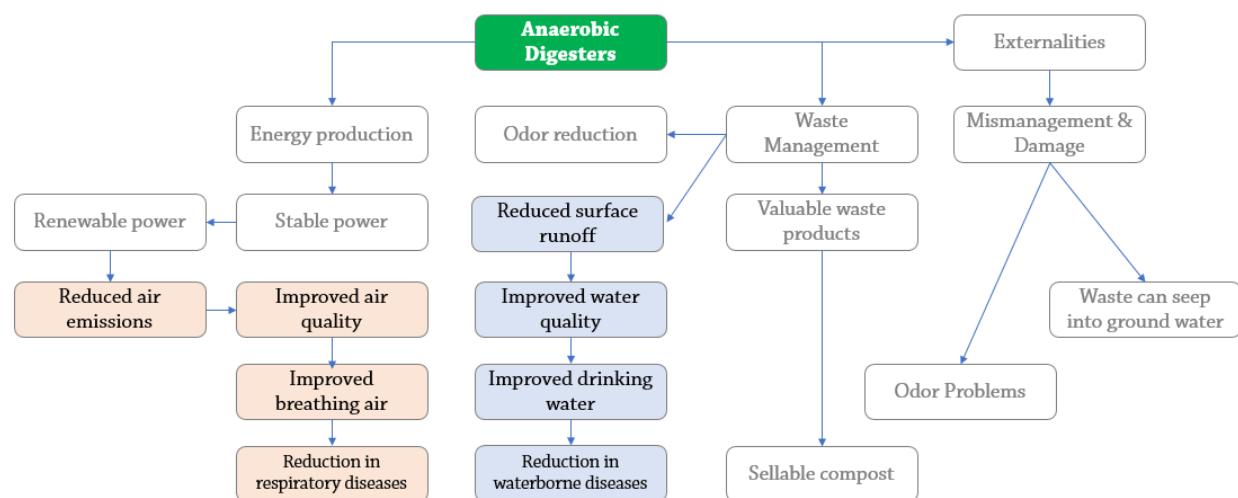 Anaerobic
Digesters
Externalities
Energy production
Odor reduction
Waste
Management
Mismanagement &
Damage
Renewable power
Stable power
Reduced surface
runoff
Valuable waste
products
Reduced air
emissions
Improved air
quality
Improved water
quality
Waste can seep
into ground water
Improved
breathing air
Improved drinking
water
Odor Problems
Reduction in
respiratory diseases
Reduction in
waterborne diseases
Sellable compost